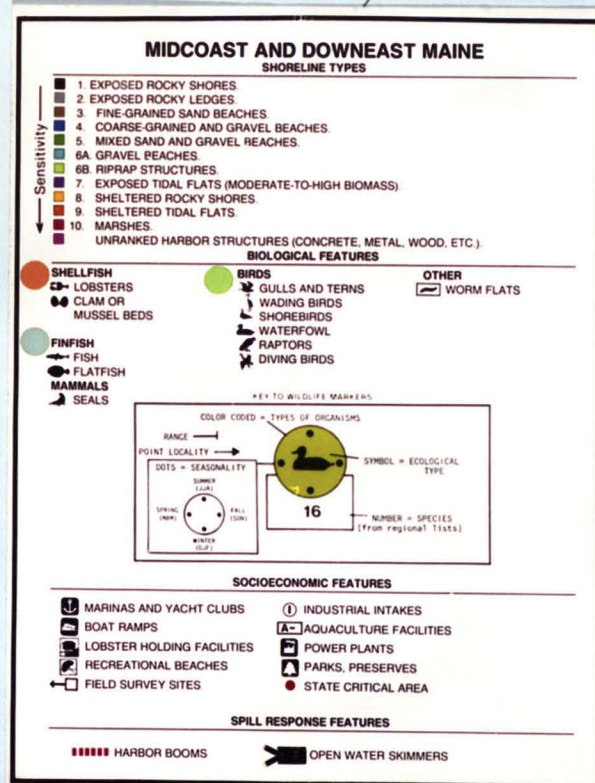 MIDCOAST AND DOWNEAST MAINE
SHORELINE TYPES
Sensitivity
1. EXPOSED ROCKY SHORES.
2. EXPOSED ROCKY LEDGES.
3. FINE-GRAINED SAND BEACHES.
4. COARSE-GRAINED AND GRAVEL BEACHES.
5. MIXED SAND AND GRAVEL BEACHES.
6A. GRAVEL BEACHES.
6B. RIPRAP STRUCTURES.
7. EXPOSED TIDAL FLATS (MODERATE-TO-HIGH BIOMASS).
8. SHELTERED ROCKY SHORES.
9. SHELTERED TIDAL FLATS.
10. MARSHES.
UNRANKED HARBOR STRUCTURES (CONCRETE, METAL, WOOD, ETC.).
BIOLOGICAL FEATURES
SHELLFISH
LOBSTERS
CLAM OR
MUSSEL BEDS
FINFISH
FISH
FLATFISH
MAMMALS
SEALS
BIRDS
GULLS AND TERNS
WADING BIRDS
SHOREBIRDS
WATERFOWL
RAPTORS
DIVING BIRDS
OTHER
WORM FLATS
KEY TO WILDLIFE MARKERS
COLOR CODED = TYPES OF ORGANISMS
RANGE
POINT LOCALITY
DOTS = SEASONALITY
SUMMER
(JJA)
SPRING
(MAM)
FALL
(SON)
WINTER
(DJF)
SYMBOL = ECOLOGICAL
TYPE
16
NUMBER = SPECIES
(from regional lists)
SOCIOECONOMIC FEATURES
MARINAS AND YACHT CLUBS
BOAT RAMPS
LOBSTER HOLDING FACILITIES
RECREATIONAL BEACHES
FIELD SURVEY SITES
I INDUSTRIAL INTAKES
A- AQUACULTURE FACILITIES
POWER PLANTS
PARKS, PRESERVES
STATE CRITICAL AREA
SPILL RESPONSE FEATURES
HARBOR BOOMS
OPEN WATER SKIMMERS